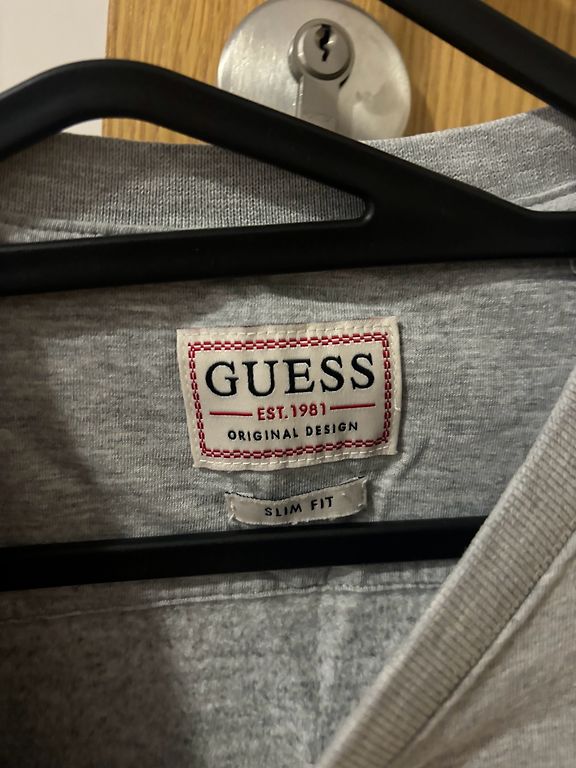 GUESS
EST. 1981
ORIGINAL DESIGN
SLIM FIT